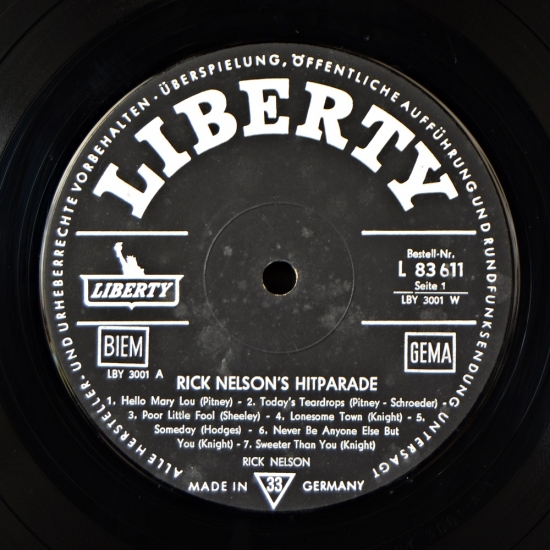 ALLE HERSTELLER- UND URHEBERRECHTE VORBEHALTEN · ÜBERSPIELUNG, ÖFFENTLICHE AUFFÜHRUNG UND RUNDFUNKSENDUNG UNTERSAGT
LIBERTY
LIBERTY
Bestell-Nr.
L 83 611
Seite 1
LBY 3001 W
BIEM
GEMA
LBY 3001 A
RICK NELSON'S HITPARADE
1. Hello Mary Lou (Pitney) - 2. Today's Teardrops (Pitney - Schroeder) -
3. Poor Little Fool (Sheeley) - 4. Lonesome Town (Knight) - 5.
Someday (Hodges) - 6. Never Be Anyone Else But
You (Knight) - 7. Sweeter Than You (Knight)
RICK NELSON
MADE IN 33 GERMANY